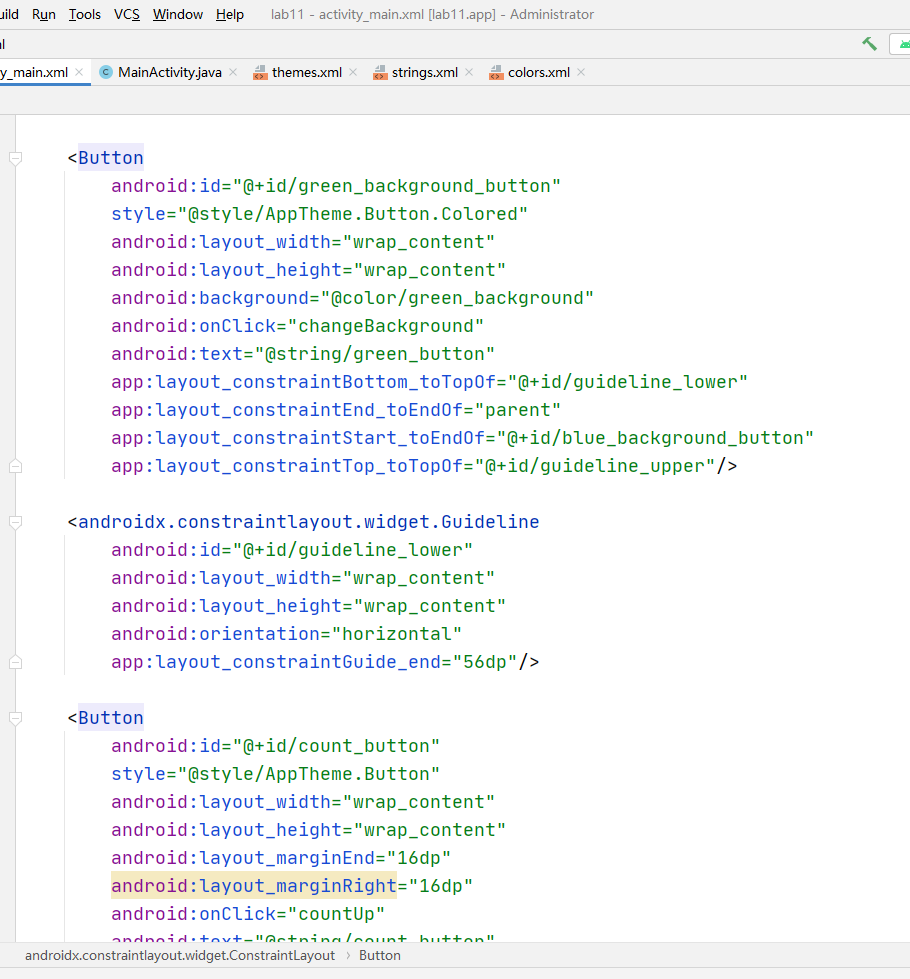 uild Run Tools VCS Window Help lab11 - activity_main.xml [lab11.app] - Administrator
y_main.xml MainActivity.java themes.xml strings.xml colors.xml
<Button
android:id="@+id/green_background_button"
style="@style/AppTheme.Button.Colored"
android:layout_width="wrap_content"
android:layout_height="wrap_content"
android:background="@color/green_background"
android:onClick="changeBackground"
android:text="@string/green_button"
app:layout_constraintBottom_toTopOf="@+id/guideline_lower"
app:layout_constraintEnd_toEndOf="parent"
app:layout_constraintStart_toEndOf="@+id/blue_background_button"
app:layout_constraintTop_toTopOf="@+id/guideline_upper"/>
<androidx.constraintlayout.widget.Guideline
android:id="@+id/guideline_lower"
android:layout_width="wrap_content"
android:layout_height="wrap_content"
android:orientation="horizontal"
app:layout_constraintGuide_end="56dp"/>
<Button
android:id="@+id/count_button"
style="@style/AppTheme.Button"
android:layout_width="wrap_content"
android:layout_height="wrap_content"
android:layout_marginEnd="16dp"
android:layout_marginRight="16dp"
android:onClick="countUp"
android:text="@string/count_button"
androidx.constraintlayout.widget.ConstraintLayout › Button